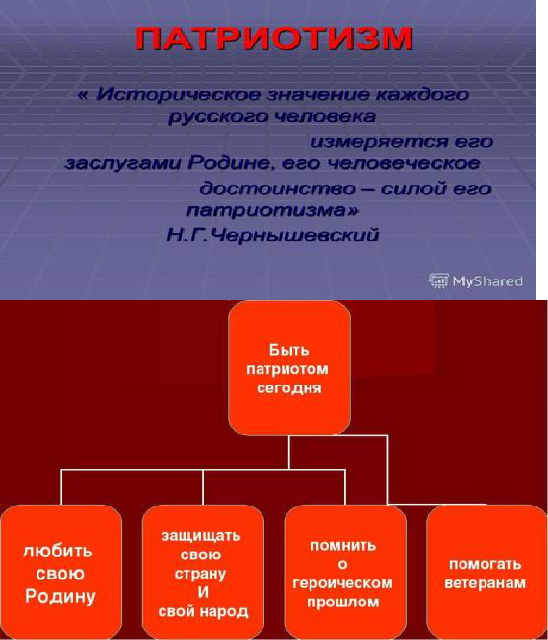 ПАТРИОТИЗМ
« Историческое значение каждого
русского человека
измеряется его
заслугами Родине, его человеческое
достоинство – силой его
патриотизма»
Н.Г.Чернышевский
MyShared
Быть
патриотом
сегодня
любить
свою
Родину
защищать
свою
страну
И
свой народ
помнить
о
героическом
прошлом
помогать
ветеранам